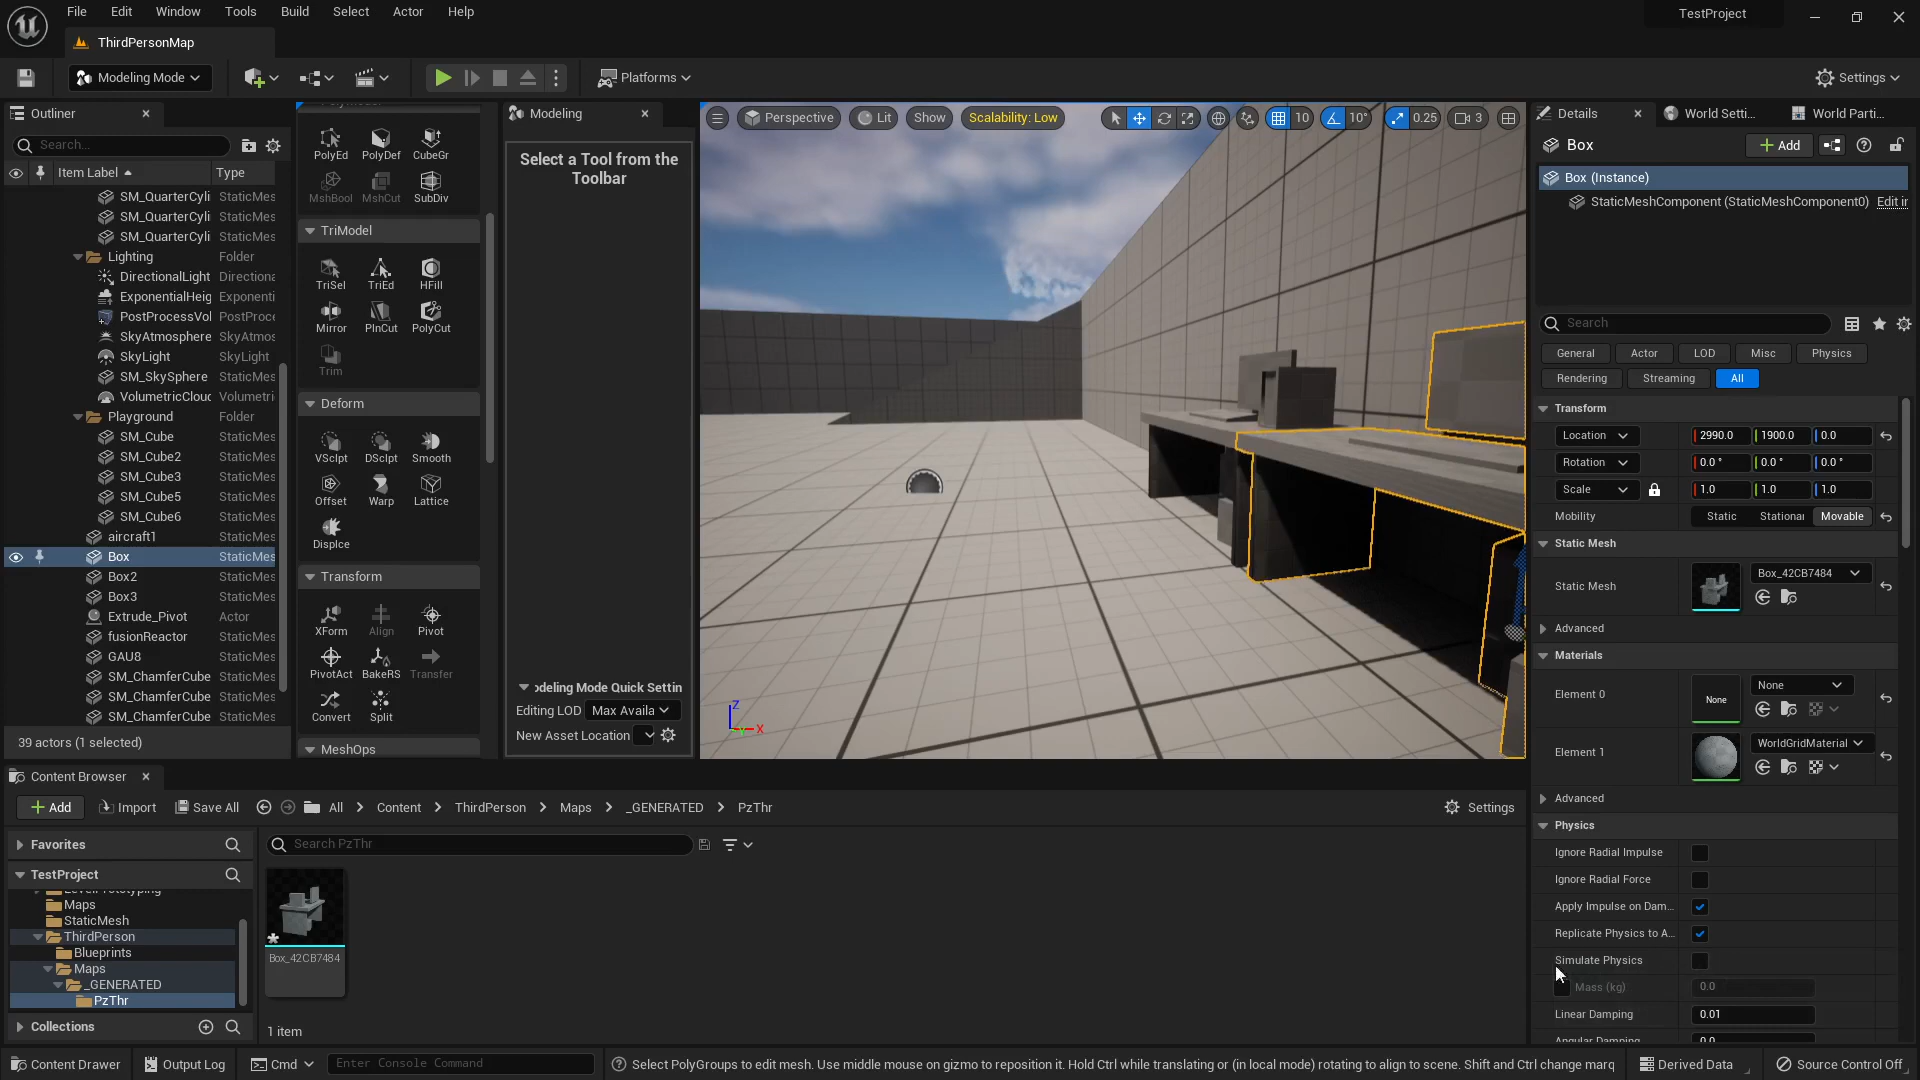 File Edit Window Tools Build Select Actor Help
TestProject
ThirdPersonMap
Modeling Mode
Platforms
Settings
Outliner
Search...
Item Label
Type
SM_QuarterCyli StaticMes
SM_QuarterCyli StaticMes
SM_QuarterCyli StaticMes
Lighting Folder
DirectionalLight Directiona
ExponentialHeig Exponenti
PostProcessVol PostProce
SkyAtmosphere SkyAtmos
SkyLight SkyLight
SM_SkySphere StaticMes
VolumetricCloud Volumetri
Playground Folder
SM_Cube StaticMes
SM_Cube2 StaticMes
SM_Cube3 StaticMes
SM_Cube5 StaticMes
SM_Cube6 StaticMes
aircraft1 StaticMes
Box StaticMes
Box2 StaticMes
Box3 StaticMes
Extrude_Pivot Actor
fusionReactor StaticMes
GAU8 StaticMes
SM_ChamferCube StaticMes
SM_ChamferCube StaticMes
SM_ChamferCube StaticMes
39 actors (1 selected)
PolyEd PolyDef CubeGr
MshBool MshCut SubDiv
TriModel
TriSel TriEd HFill
Mirror PlnCut PolyCut
Trim
Deform
VSclpt DSclpt Smooth
Offset Warp Lattice
Displce
Transform
XForm Align Pivot
PivotAct BakeRS Transfer
Convert Split
MeshOps
Modeling
Select a Tool from the
Toolbar
odeling Mode Quick Settin
Editing LOD Max Availa
New Asset Location
Perspective Lit Show Scalability: Low
10 10° 0.25 3
Z
X
Details
World Setti...
World Parti...
Box
Add
Box (Instance)
StaticMeshComponent (StaticMeshComponent0) Edit in
Search
General Actor LOD Misc Physics
Rendering Streaming All
Transform
Location 2990.0 1900.0 0.0
Rotation 0.0 ° 0.0 ° 0.0 °
Scale 1.0 1.0 1.0
Mobility Static Stationar Movable
Static Mesh
Static Mesh Box_42CB7484
Advanced
Materials
Element 0 None None
Element 1 WorldGridMaterial
Advanced
Physics
Ignore Radial Impulse
Ignore Radial Force
Apply Impulse on Dam...
Replicate Physics to A...
Simulate Physics
Mass (kg) 0.0
Linear Damping 0.01
Angular Damping 0.0
Content Browser
Add Import Save All All Content ThirdPerson Maps _GENERATED PzThr
Settings
Favorites
Search PzThr
TestProject
LevelPrototyping
Maps
StaticMesh
ThirdPerson
Blueprints
Maps
_GENERATED
PzThr
Collections
Box_42CB7484
1 item
Content Drawer Output Log Cmd Enter Console Command
Select PolyGroups to edit mesh. Use middle mouse on gizmo to reposition it. Hold Ctrl while translating or (in local mode) rotating to align to scene. Shift and Ctrl change marq
Derived Data Source Control Off